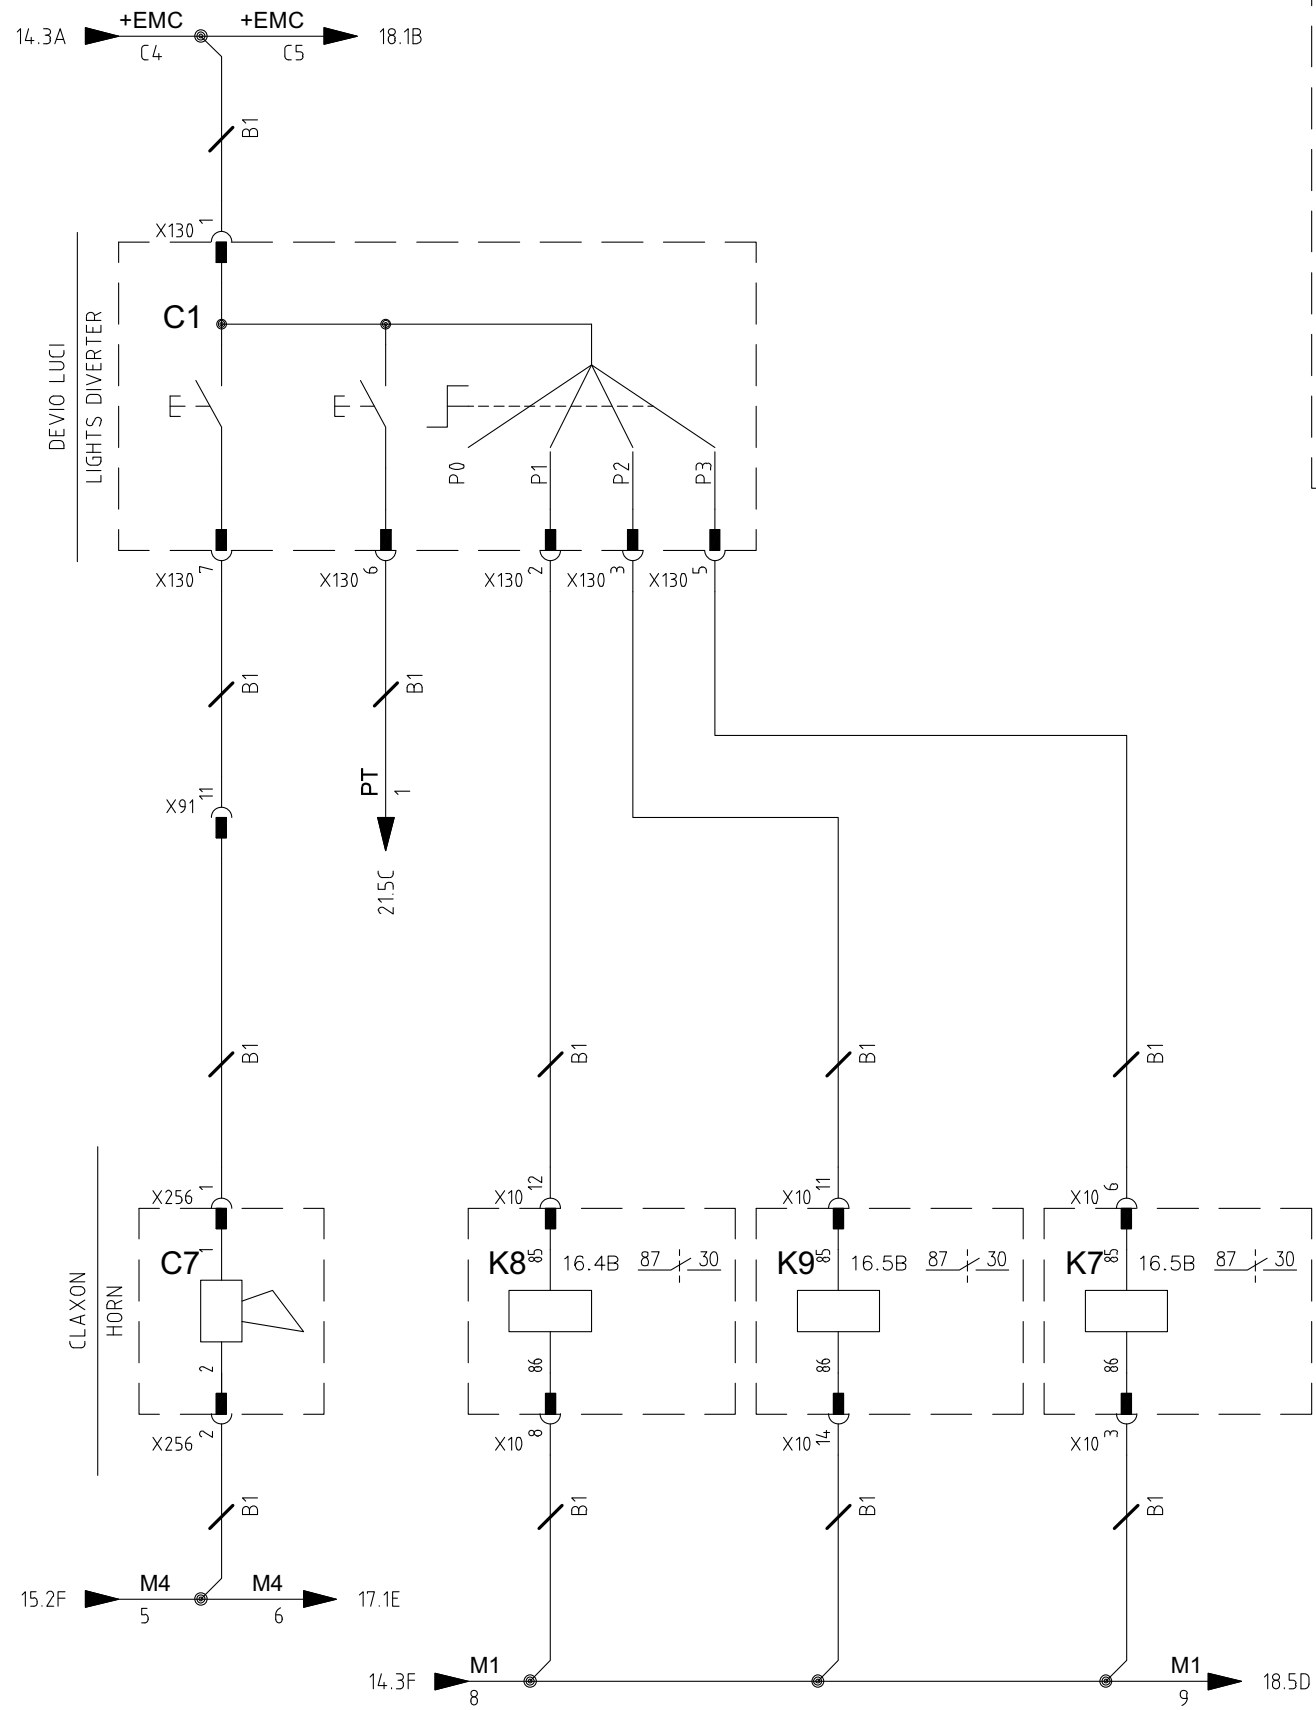 +EMC +EMC
14.3A 18.1B
C4 C5
B1
X130 1
C1
DEVIO LUCI
LIGHTS DIVERTER
P0 P1 P2 P3
X130 7 X130 6 X130 2 X130 3 X130 5
B1 B1
X91 11
PT 1
21.5C
B1 B1 B1 B1
X256 1 X10 12 X10 11 X10 6
CLAXON
HORN
C7 1 K8 85 16.4B 87 30 K9 85 16.5B 87 30 K7 85 16.5B 87 30
2 86 86 86
X256 2 X10 8 X10 14 X10 3
B1 B1 B1 B1
15.2F M4 M4 17.1E
5 6
14.3F M1 M1 18.5D
8 9